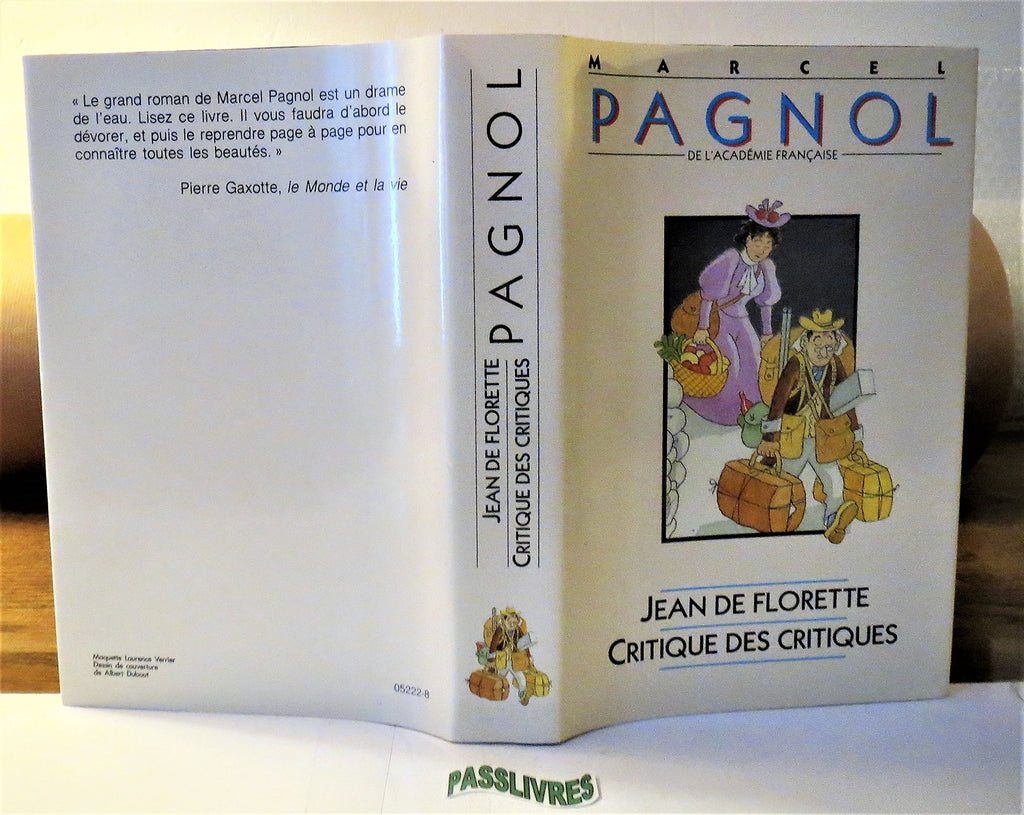 « Le grand roman de Marcel Pagnol est un drame
de l'eau. Lisez ce livre. Il vous faudra d'abord le
dévorer, et puis le reprendre page à page pour en
connaître toutes les beautés. »
Pierre Gaxotte, le Monde et la vie
Maquette Laurence Verrier
Dessin de couverture
de Albert Dubout
05222-8
PAGNOL
JEAN DE FLORETTE
CRITIQUE DES CRITIQUES
MARCEL
PAGNOL
DE L'ACADÉMIE FRANÇAISE
JEAN DE FLORETTE
CRITIQUE DES CRITIQUES
PASSLIVRES